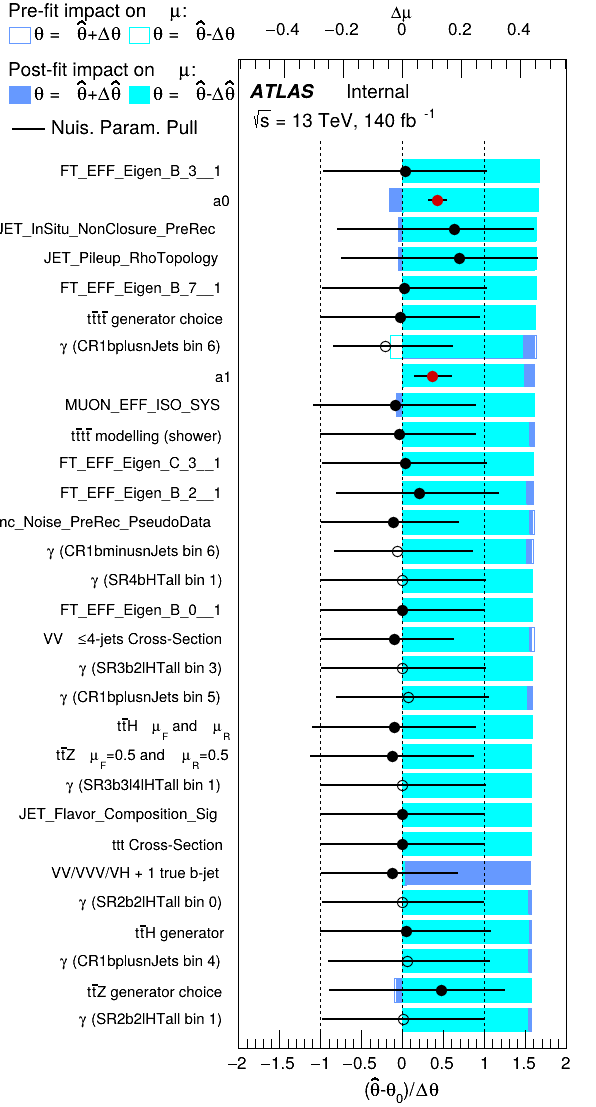 Pre-fit impact on μ:
θ = θ̂+Δθ θ = θ̂-Δθ
Δμ
−0.4 −0.2 0 0.2 0.4
Post-fit impact on μ:
θ = θ̂+Δθ̂ θ = θ̂-Δθ̂
Nuis. Param. Pull
ATLAS Internal
√s = 13 TeV, 140 fb⁻¹
FT_EFF_Eigen_B_3__1
a0
JET_InSitu_NonClosure_PreRec
JET_Pileup_RhoTopology
FT_EFF_Eigen_B_7__1
tt̄tt̄ generator choice
γ (CR1bplusnJets bin 6)
a1
MUON_EFF_ISO_SYS
tt̄tt̄ modelling (shower)
FT_EFF_Eigen_C_3__1
FT_EFF_Eigen_B_2__1
nc_Noise_PreRec_PseudoData
γ (CR1bminusnJets bin 6)
γ (SR4bHTall bin 1)
FT_EFF_Eigen_B_0__1
VV ≤4-jets Cross-Section
γ (SR3b2lHTall bin 3)
γ (CR1bplusnJets bin 5)
tt̄H μ_F and μ_R
tt̄Z μ_F=0.5 and μ_R=0.5
γ (SR3b3l4lHTall bin 1)
JET_Flavor_Composition_Sig
ttt Cross-Section
VV/VVV/VH + 1 true b-jet
γ (SR2b2lHTall bin 0)
tt̄H generator
γ (CR1bplusnJets bin 4)
tt̄Z generator choice
γ (SR2b2lHTall bin 1)
−2 −1.5 −1 −0.5 0 0.5 1 1.5 2
(θ̂-θ₀)/Δθ